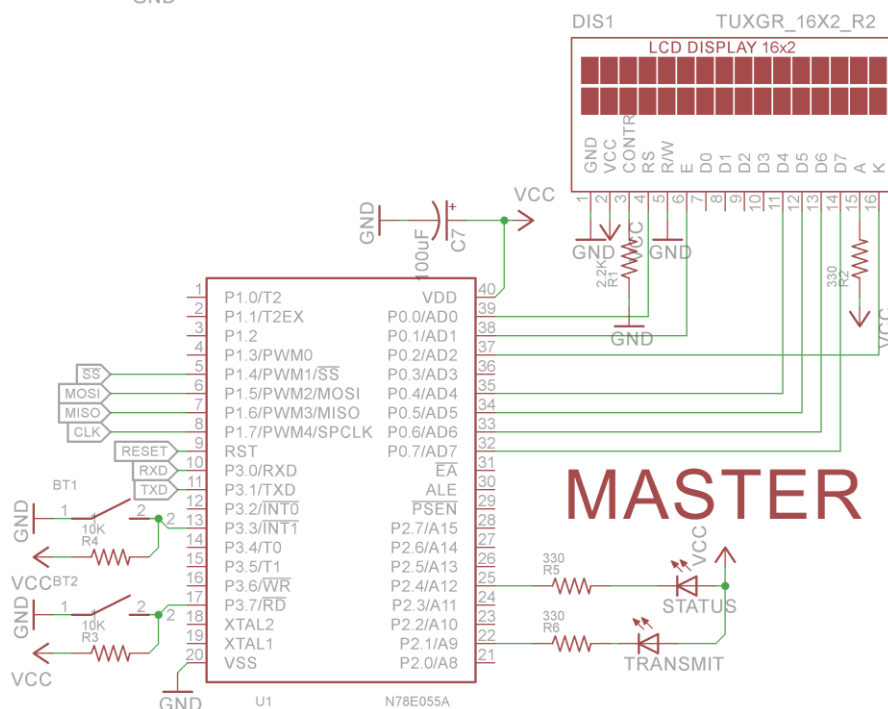 GND
DIS1 TUXGR_16X2_R2
LCD DISPLAY 16x2
GND VCC CONTR RS R/W E D0 D1 D2 D3 D4 D5 D6 D7 A K
1 2 3 4 5 6 7 8 9 10 11 12 13 14 15 16
GND 100uF + C7 VCC
GND VCC 2.2K R1 GND 330 R2
GND VCC
1 P1.0/T2 VDD 40
2 P1.1/T2EX P0.0/AD0 39
3 P1.2 P0.1/AD1 38
4 P1.3/PWM0 P0.2/AD2 37
SS 5 P1.4/PWM1/SS P0.3/AD3 36
MOSI 6 P1.5/PWM2/MOSI P0.4/AD4 35
MISO 7 P1.6/PWM3/MISO P0.5/AD5 34
CLK 8 P1.7/PWM4/SPCLK P0.6/AD6 33
RESET 9 RST P0.7/AD7 32
RXD 10 P3.0/RXD EA 31
TXD 11 P3.1/TXD ALE 30
12 P3.2/INT0 PSEN 29
13 P3.3/INT1 P2.7/A15 28
14 P3.4/T0 P2.6/A14 27
15 P3.5/T1 P2.5/A13 26
16 P3.6/WR P2.4/A12 25
17 P3.7/RD P2.3/A11 24
18 XTAL2 P2.2/A10 23
19 XTAL1 P2.1/A9 22
20 VSS P2.0/A8 21
GND U1 N78E055A
BT1
GND 1 2 2
10K
R4
VCC
BT2
GND 1 2 2
10K
R3
VCC
MASTER
VCC
330
R5
STATUS
330
R6
TRANSMIT